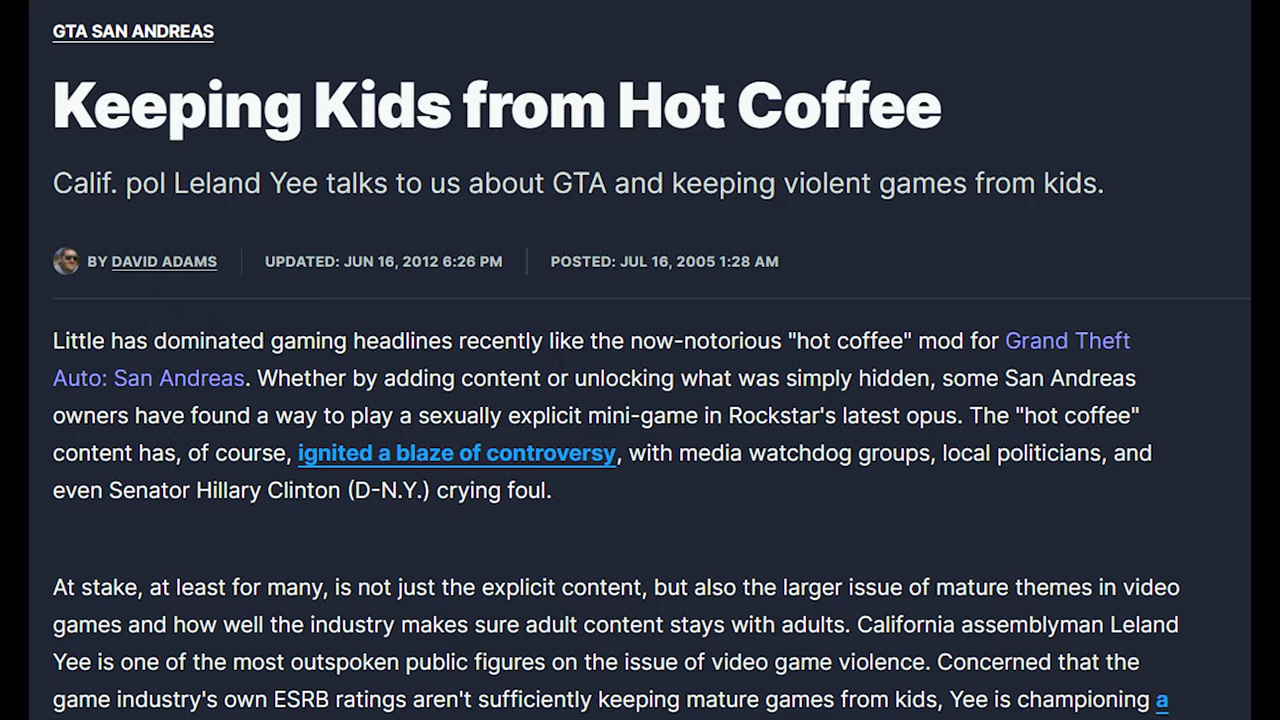 GTA SAN ANDREAS
Keeping Kids from Hot Coffee
Calif. pol Leland Yee talks to us about GTA and keeping violent games from kids.
BY DAVID ADAMS UPDATED: JUN 16, 2012 6:26 PM POSTED: JUL 16, 2005 1:28 AM
Little has dominated gaming headlines recently like the now-notorious "hot coffee" mod for Grand Theft
Auto: San Andreas. Whether by adding content or unlocking what was simply hidden, some San Andreas
owners have found a way to play a sexually explicit mini-game in Rockstar's latest opus. The "hot coffee"
content has, of course, ignited a blaze of controversy, with media watchdog groups, local politicians, and
even Senator Hillary Clinton (D-N.Y.) crying foul.
At stake, at least for many, is not just the explicit content, but also the larger issue of mature themes in video
games and how well the industry makes sure adult content stays with adults. California assemblyman Leland
Yee is one of the most outspoken public figures on the issue of video game violence. Concerned that the
game industry's own ESRB ratings aren't sufficiently keeping mature games from kids, Yee is championing a